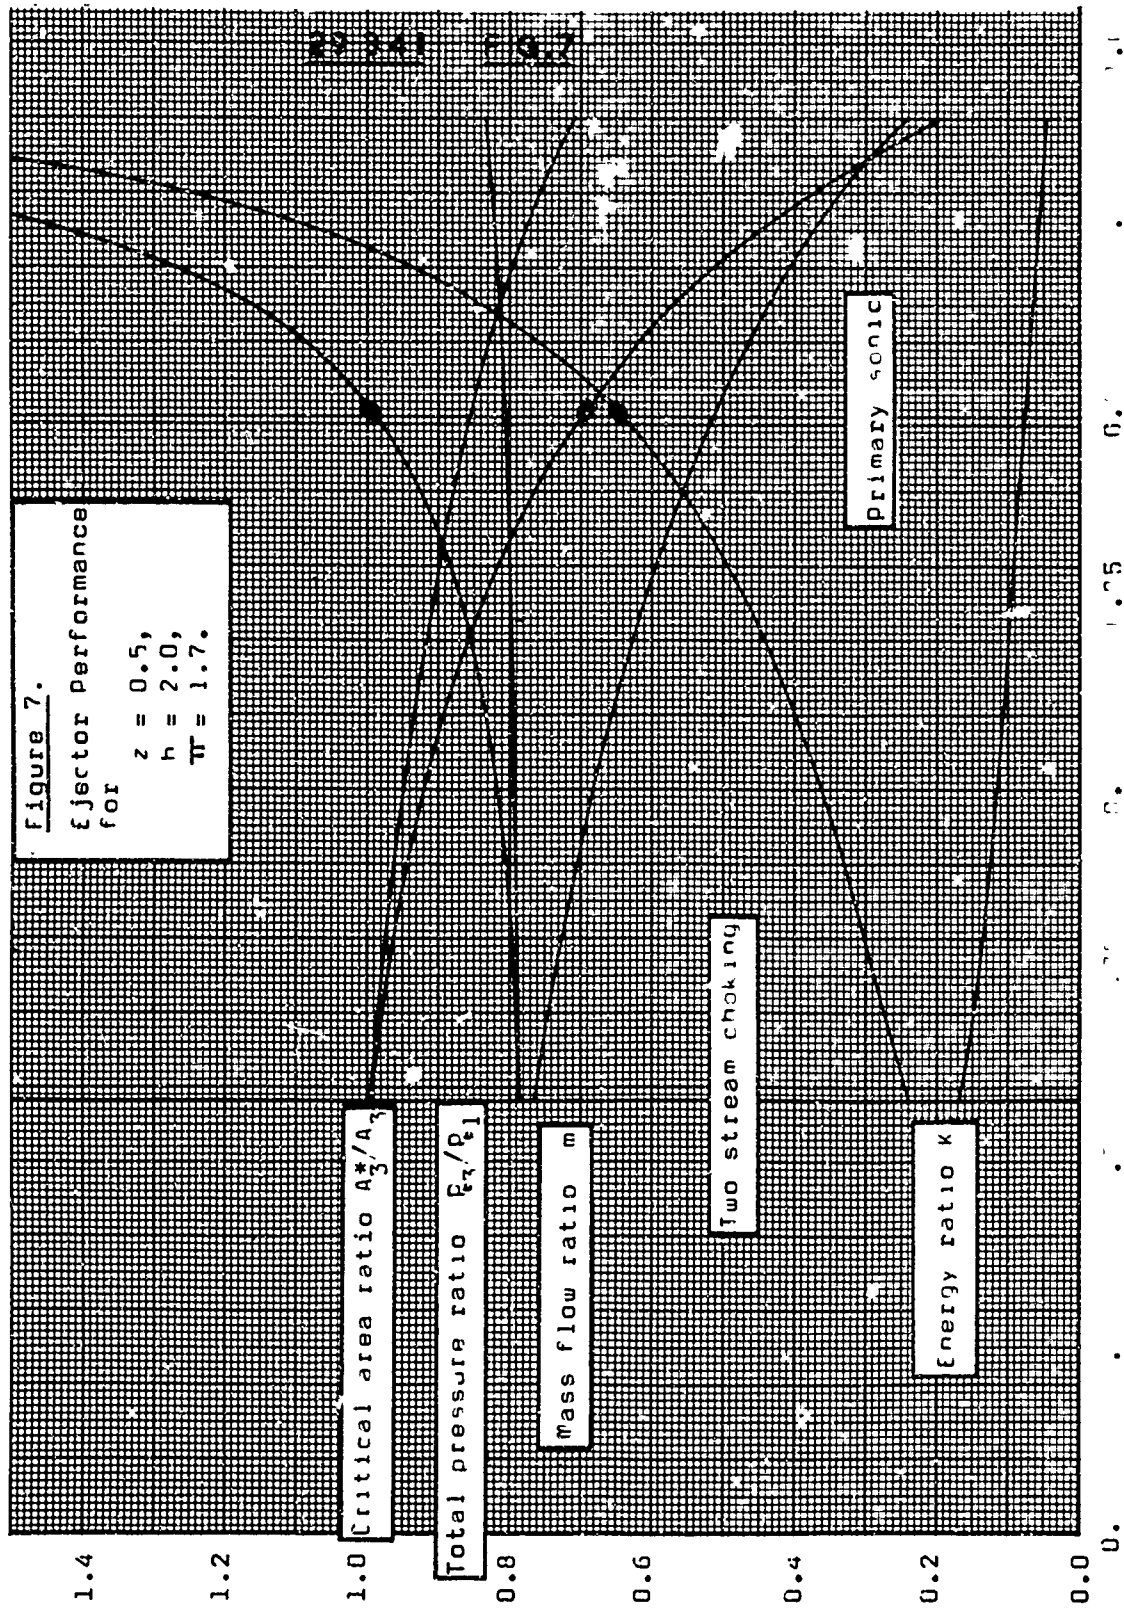 Figure 7.
Ejector Performance
for
z = 0.5,
h = 2.0,
π = 1.7.
Critical area ratio A*3/A3
Total pressure ratio Pt3/Pt1
Mass flow ratio m
Two stream choking
Energy ratio K
primary sonic
1.4
1.2
1.0
0.8
0.6
0.4
0.2
0.0